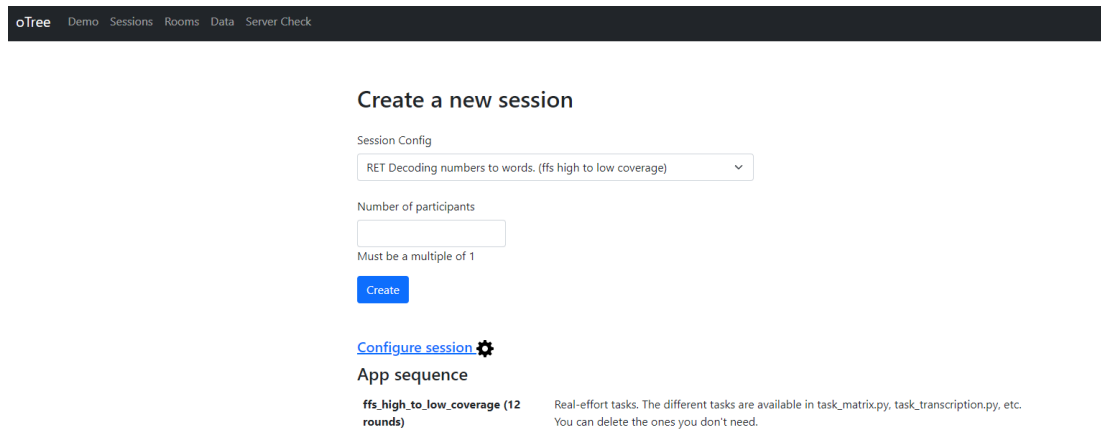 oTree Demo Sessions Rooms Data Server Check
Create a new session
Session Config
RET Decoding numbers to words. (ffs high to low coverage)
Number of participants
Must be a multiple of 1
Create
Configure session
App sequence
ffs_high_to_low_coverage (12 rounds)
Real-effort tasks. The different tasks are available in task_matrix.py, task_transcription.py, etc.
You can delete the ones you don't need.